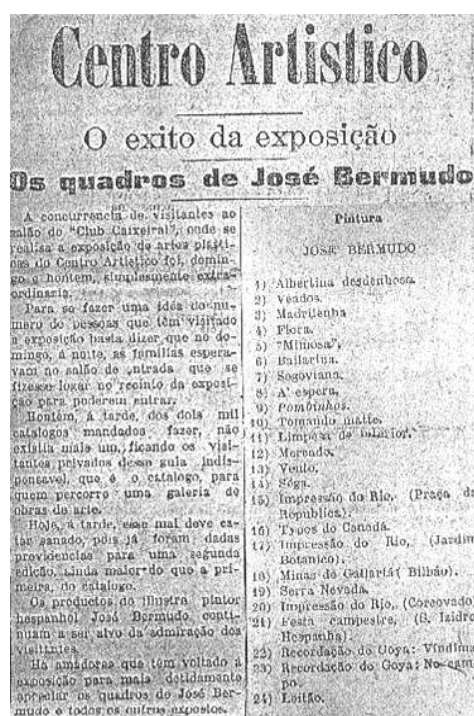 Centro Artistico
O exito da exposição
Os quadros de José Bermudo
A concurrencia de visitantes ao
salão do "Club Caixeiral", onde se
realisa a exposição de artes plasti-
cas do Centro Artistico foi, domin-
go e hontem, simplesmente extra-
ordinaria.
Para se fazer uma idéa do nu-
mero de pessoas que têm visitado
a exposição basta dizer que no do-
mingo, á noite, as familias espera-
vam no salão de entrada que se
fizesse logar no recinto da exposi-
ção para poderem entrar.
Hontem, á tarde, dos dois mil
catalogos mandados fazer, não
existia mais um, ficando os visi-
tantes privados desse guia indis-
pensavel, que é o catalogo, para
quem percorre uma galeria de
obras de arte.
Hoje, á tarde, esse mal deve es-
tar sanado, pois já foram dadas
providencias para uma segunda
edição, ainda maior do que a pri-
meira, do catalogo.
Os productos do illustre pintor
hespanhol José Bermudo conti-
nuam a ser alvo da admiração dos
visitantes.
Há amadores que têm voltado á
exposição para mais detidamente
apreciar os quadros de José Ber-
mudo e todos os outros expostos.
Pintura
JOSE' BERMUDO
1) Albertina desdenhosa.
2) Veados.
3) Madrilenha
4) Flora.
5) "Mimosa",
6) Bailarina.
7) Segoviana.
8) A' espera.
9) Pombinhos.
10) Tomando matte.
11) Limpeza de interior.
12) Mercado.
13) Vento.
14) Séga.
15) Impressão do Rio, (Praça da
Republica).
16) Typos de Canadá.
17) Impressão do Rio, (Jardim
Botanico).
18) Minas de Gallartá ( Bilbáo).
19) Serra Nevada.
20) Impressão do Rio, (Corcovado)
21) Festa campestre, (S. Izidro
Hespanha).
22) Recordação de Goya: Vindima
23) Recordação de Goya: No cam-
po.
24) Leitão.